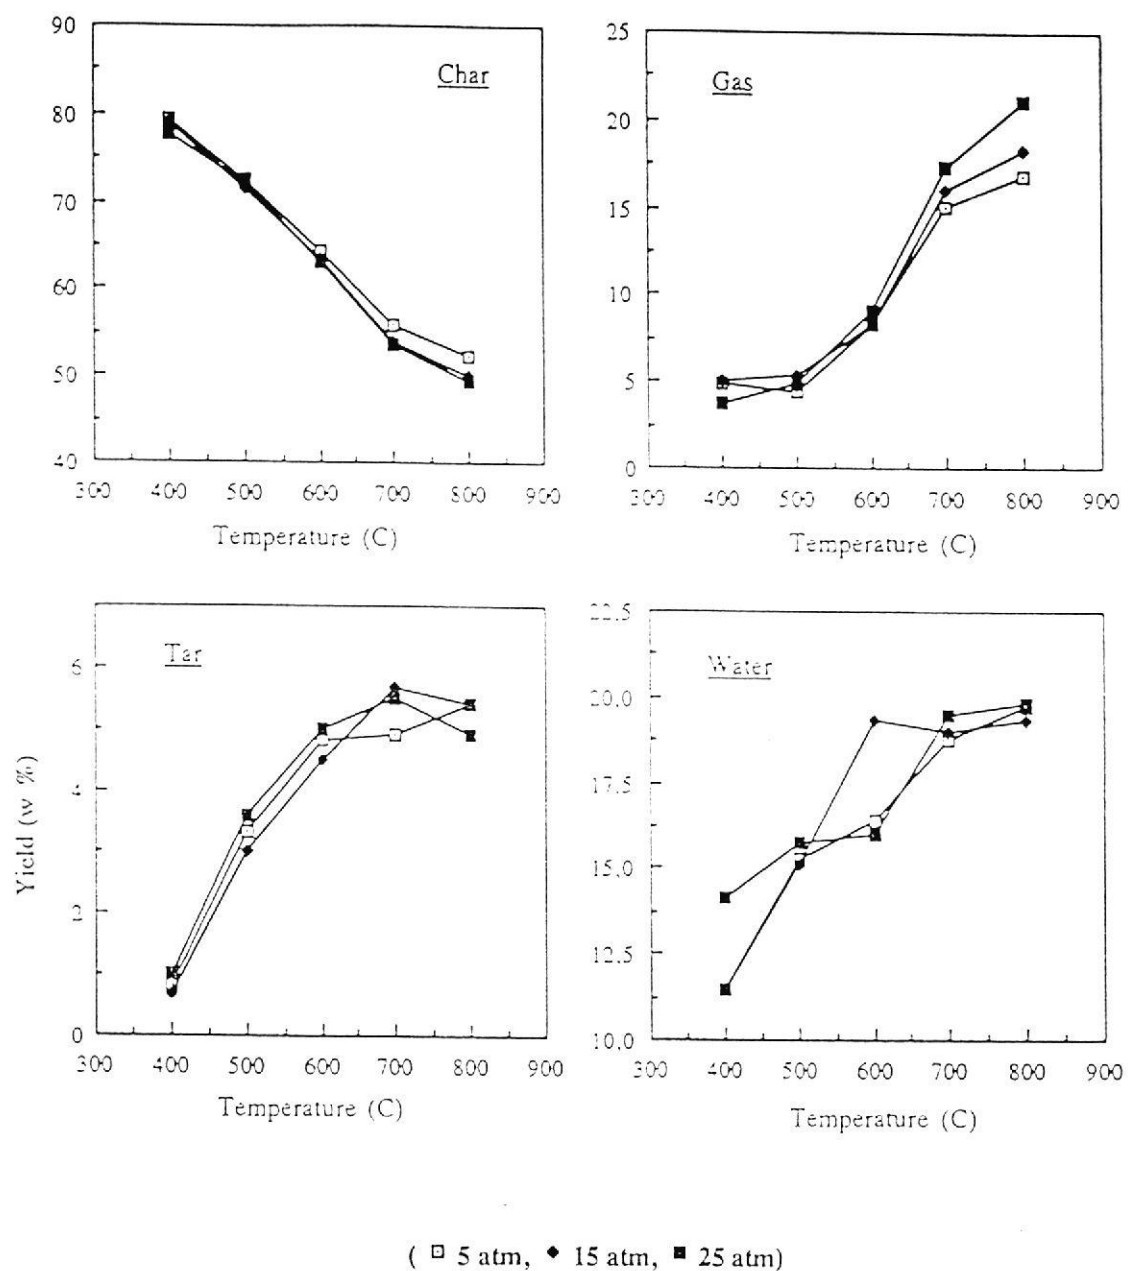 90
80
70
60
50
40
Char
300 400 500 600 700 800 900
Temperature (C)
25
20
15
10
5
0
Gas
300 400 500 600 700 800 900
Temperature (C)
Yield (w %)
6
4
2
0
Tar
300 400 500 600 700 800 900
Temperature (C)
22.5
20.0
17.5
15.0
12.5
10.0
Water
300 400 500 600 700 800 900
Temperature (C)
( 5 atm, 15 atm, 25 atm)